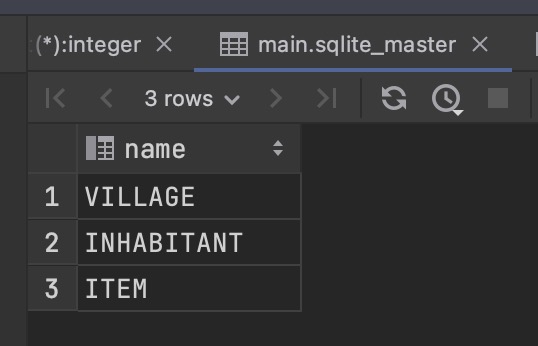 :(*):integer
main.sqlite_master
3 rows
name
1 VILLAGE
2 INHABITANT
3 ITEM